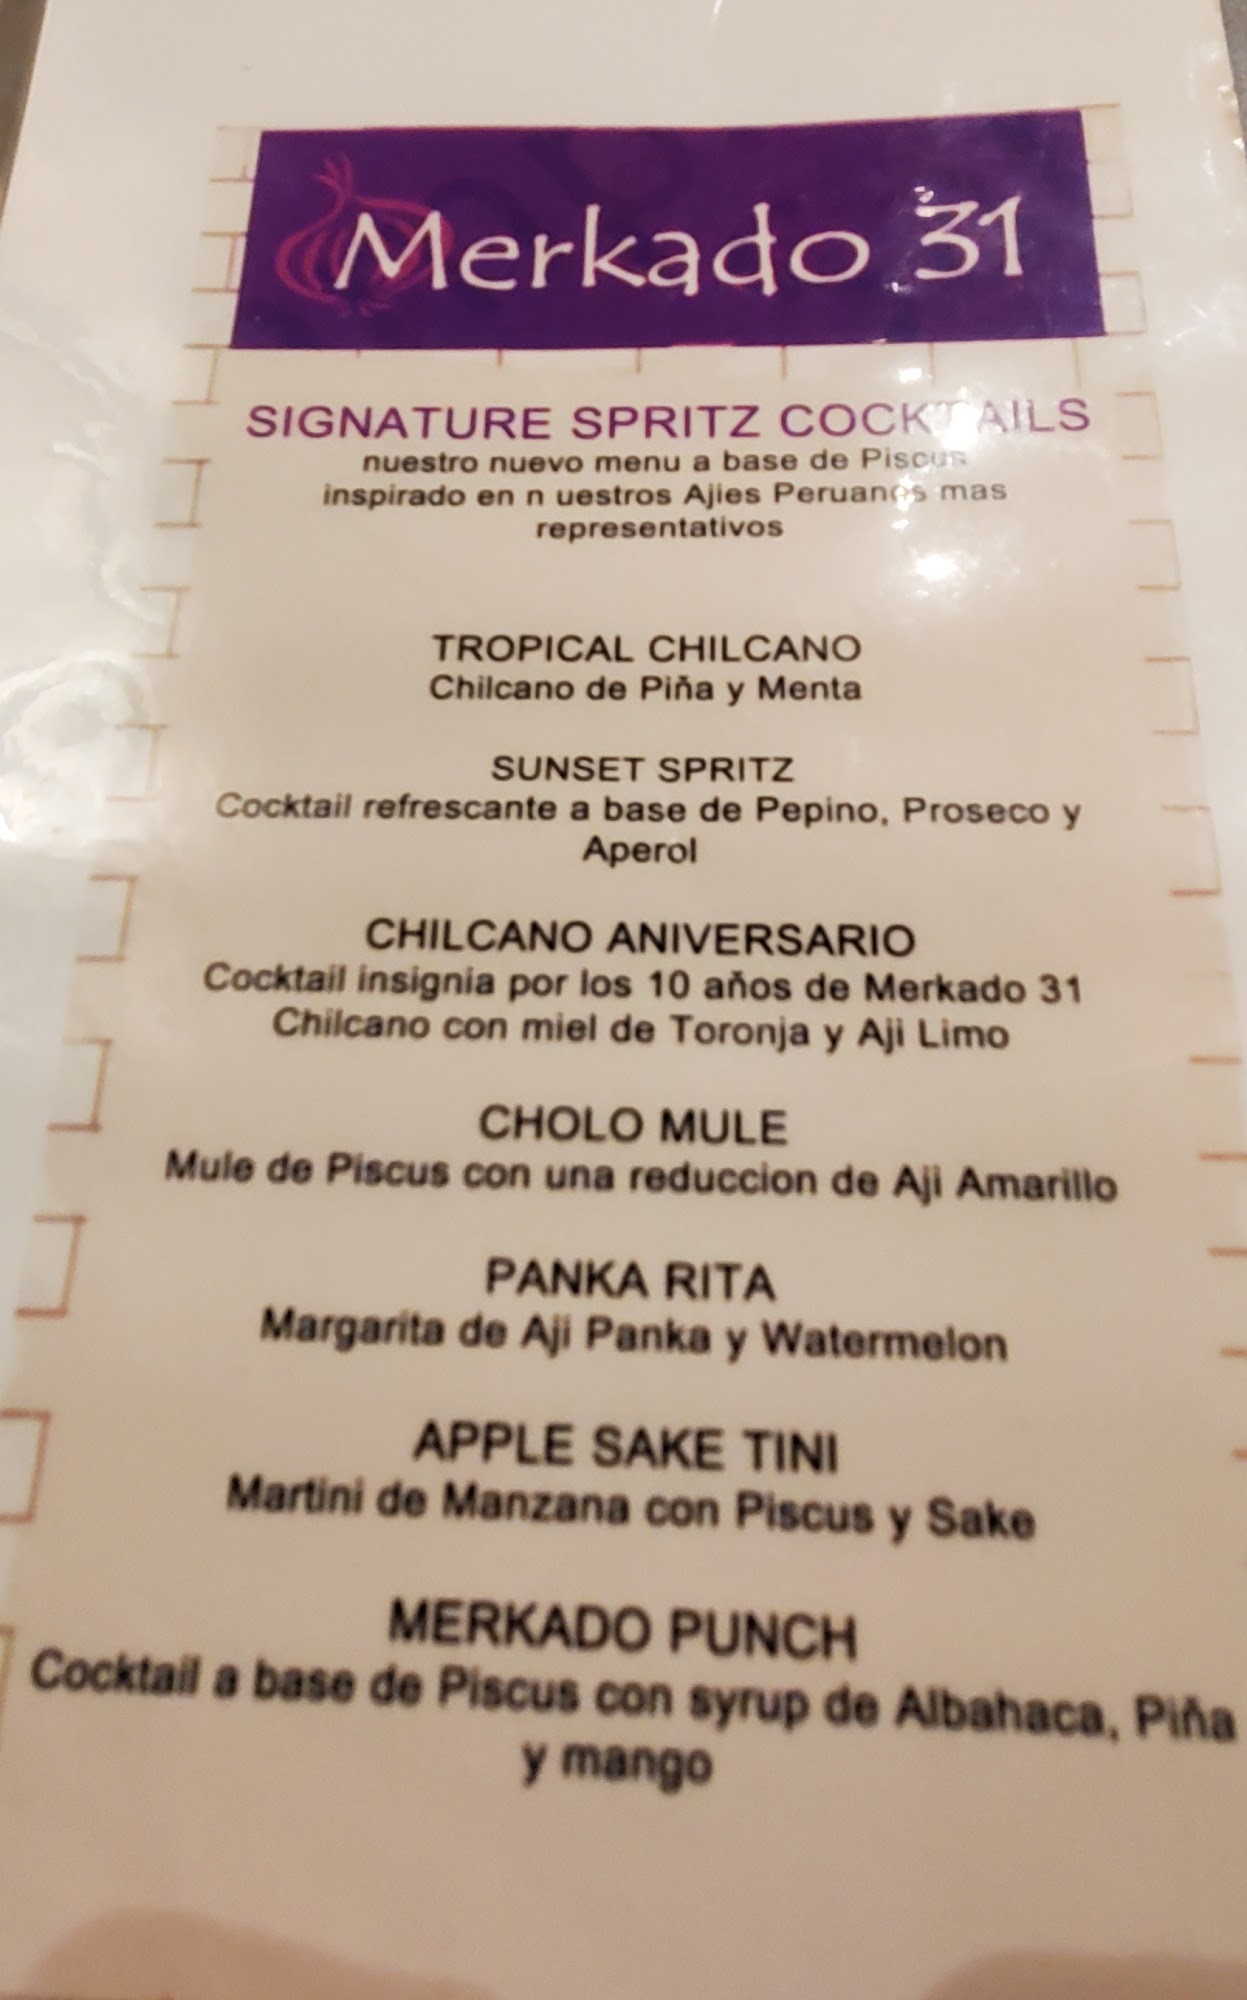 Merkado 31
SIGNATURE SPRITZ COCKTAILS
nuestro nuevo menu a base de Piscus
inspirado en n uestros Ajies Peruanos mas
representativos
TROPICAL CHILCANO
Chilcano de Piña y Menta
SUNSET SPRITZ
Cocktail refrescante a base de Pepino, Proseco y
Aperol
CHILCANO ANIVERSARIO
Cocktail insignia por los 10 años de Merkado 31
Chilcano con miel de Toronja y Aji Limo
CHOLO MULE
Mule de Piscus con una reduccion de Aji Amarillo
PANKA RITA
Margarita de Aji Panka y Watermelon
APPLE SAKE TINI
Martini de Manzana con Piscus y Sake
MERKADO PUNCH
Cocktail a base de Piscus con syrup de Albahaca, Piña
y mango